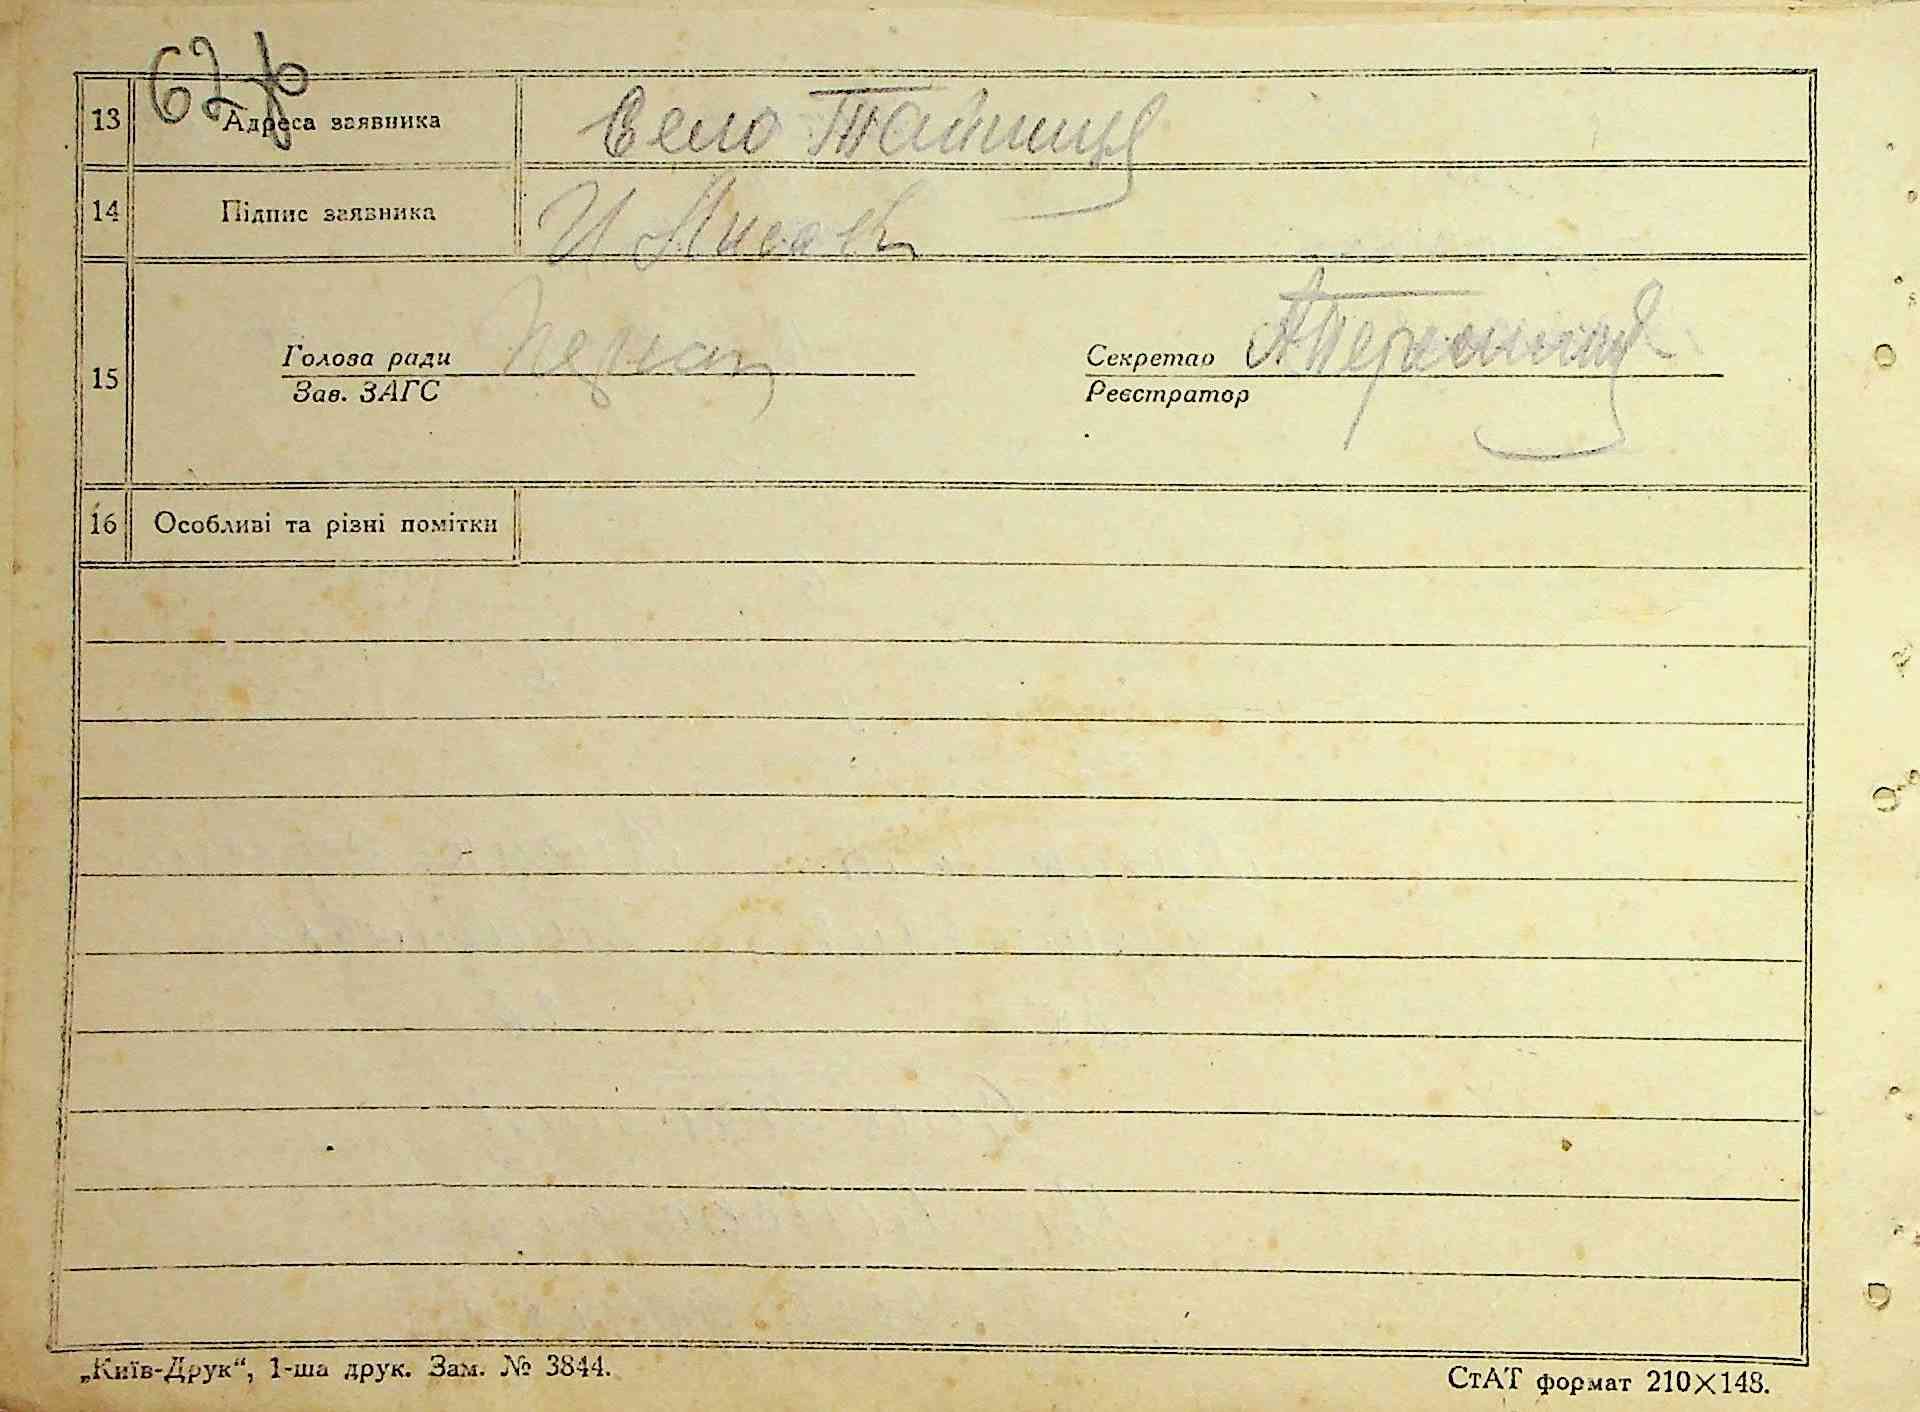 62 зв
13 Адреса заявника Село Тайниця
14 Підпис заявника И
15 Голова ради Секретар
Зав. ЗАГС Реєстратор
16 Особливі та різні помітки
„Київ-Друк“, 1-ша друк. Зам. № 3844. СтАТ формат 210×148.